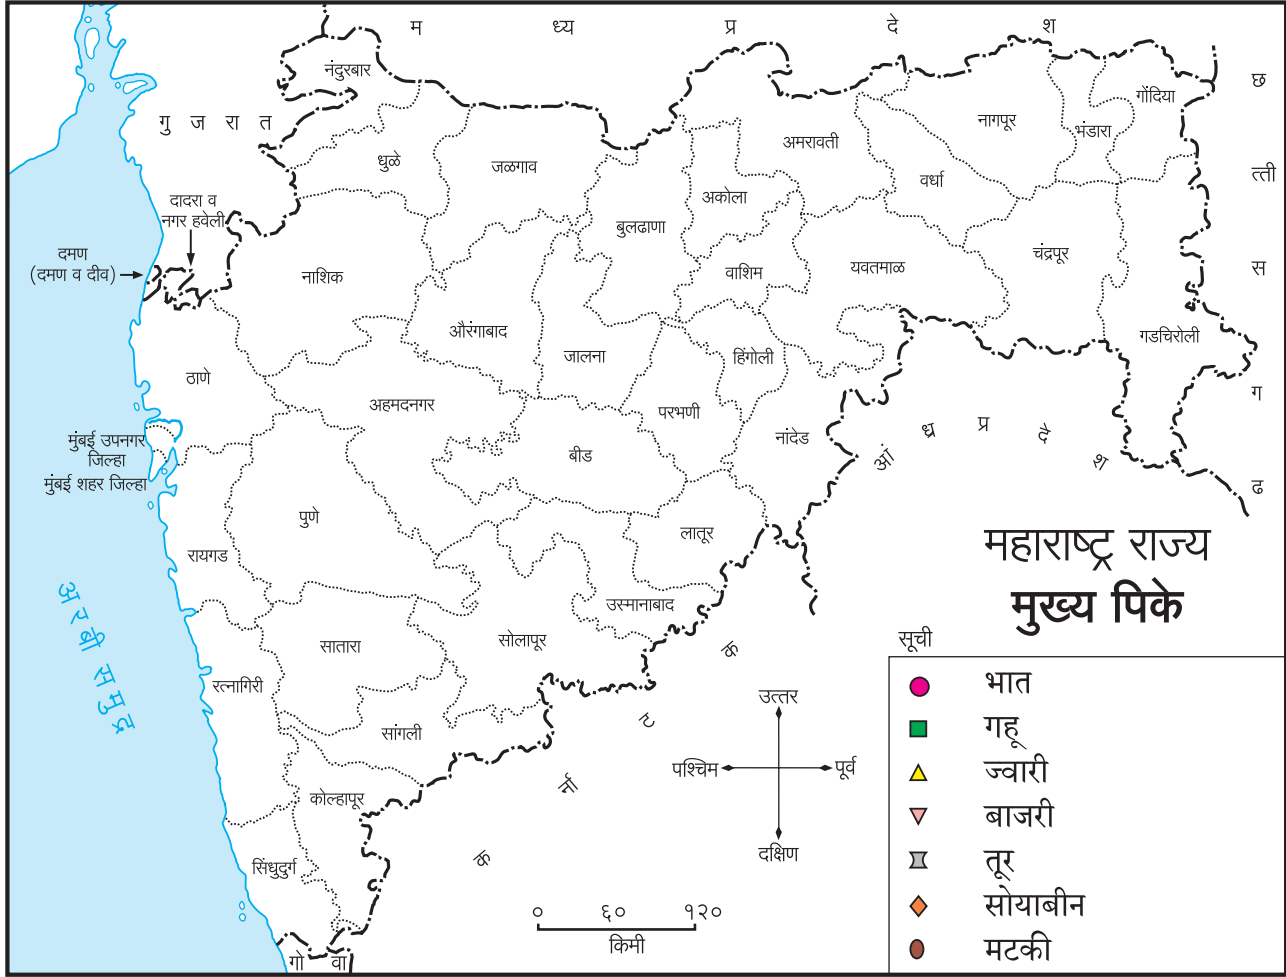 म ध्य प्र दे श
छ त्ती स ग ढ
गु ज रा त
नंदुरबार
गोंदिया
नागपूर
भंडारा
अमरावती
धुळे
जळगाव
वर्धा
अकोला
दादरा व
नगर हवेली
बुलढाणा
दमण
(दमण व दीव)
नाशिक
वाशिम
यवतमाळ
चंद्रपूर
औरंगाबाद
जालना
हिंगोली
गडचिरोली
ठाणे
अहमदनगर
परभणी
नांदेड
आं ध्र प्र दे श
मुंबई उपनगर
जिल्हा
मुंबई शहर जिल्हा
बीड
पुणे
लातूर
रायगड
उस्मानाबाद
सातारा
सोलापूर
रत्नागिरी
सांगली
कोल्हापूर
सिंधुदुर्ग
अरबी समुद्र
क र्ना ट क
गो वा
महाराष्ट्र राज्य
मुख्य पिके
सूची
भात
गहू
ज्वारी
बाजरी
तूर
सोयाबीन
मटकी
उत्तर
पश्चिम
पूर्व
दक्षिण
० ६० १२०
किमी